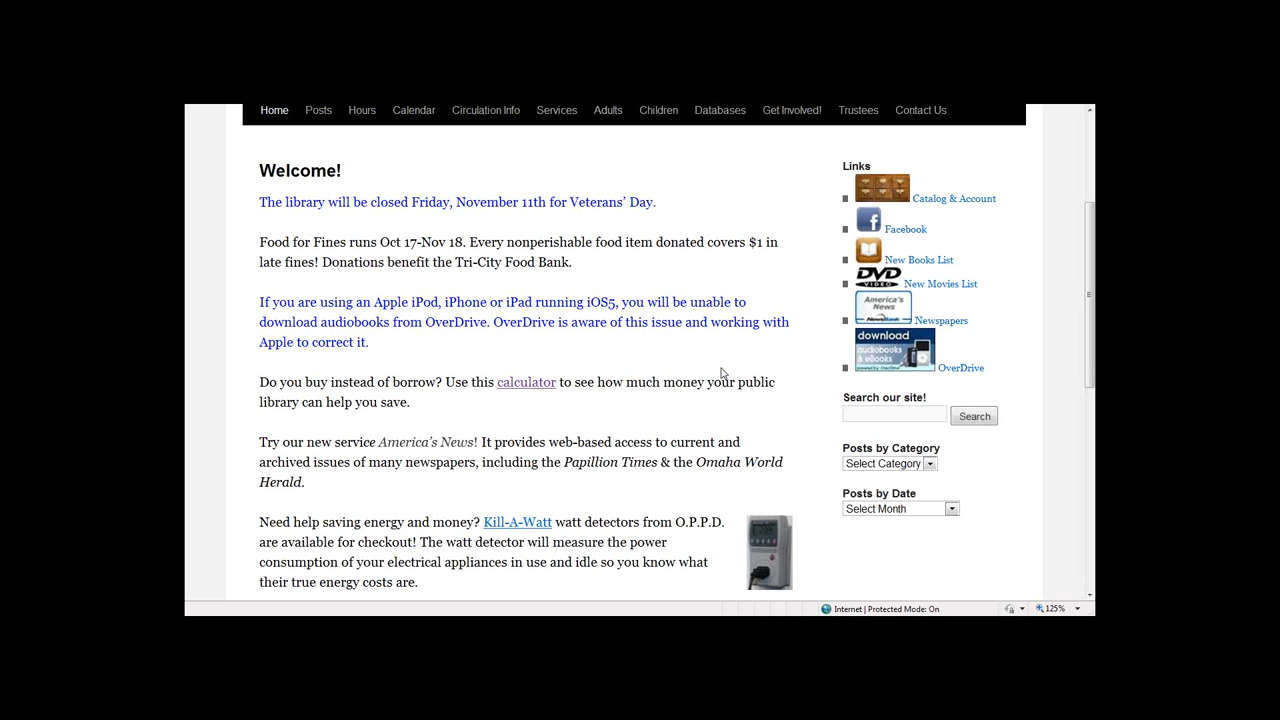 Home Posts Hours Calendar Circulation Info Services Adults Children Databases Get Involved! Trustees Contact Us
Welcome!
The library will be closed Friday, November 11th for Veterans’ Day.
Food for Fines runs Oct 17-Nov 18. Every nonperishable food item donated covers $1 in
late fines! Donations benefit the Tri-City Food Bank.
If you are using an Apple iPod, iPhone or iPad running iOS5, you will be unable to
download audiobooks from OverDrive. OverDrive is aware of this issue and working with
Apple to correct it.
Do you buy instead of borrow? Use this calculator to see how much money your public
library can help you save.
Try our new service America’s News! It provides web-based access to current and
archived issues of many newspapers, including the Papillion Times & the Omaha World
Herald.
Need help saving energy and money? Kill-A-Watt watt detectors from O.P.P.D.
are available for checkout! The watt detector will measure the power
consumption of your electrical appliances in use and idle so you know what
their true energy costs are.
Links
Catalog & Account
Facebook
New Books List
DVD
VIDEO
New Movies List
America's
News
NewsBank
Newspapers
download
audiobooks
& eBooks
powered by OverDrive
OverDrive
Search our site!
Search
Posts by Category
Select Category
Posts by Date
Select Month
Internet | Protected Mode: On
125%